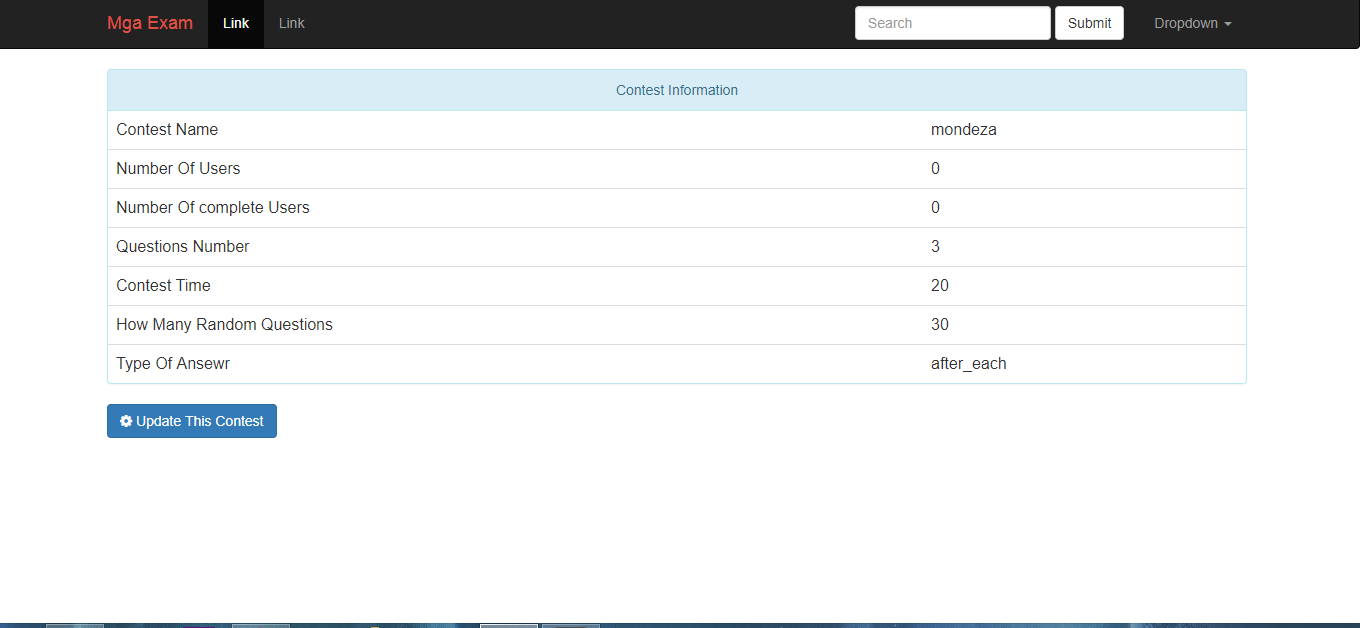 Mga Exam Link Link Search Submit Dropdown
Contest Information
Contest Name mondeza
Number Of Users 0
Number Of complete Users 0
Questions Number 3
Contest Time 20
How Many Random Questions 30
Type Of Ansewr after_each
Update This Contest